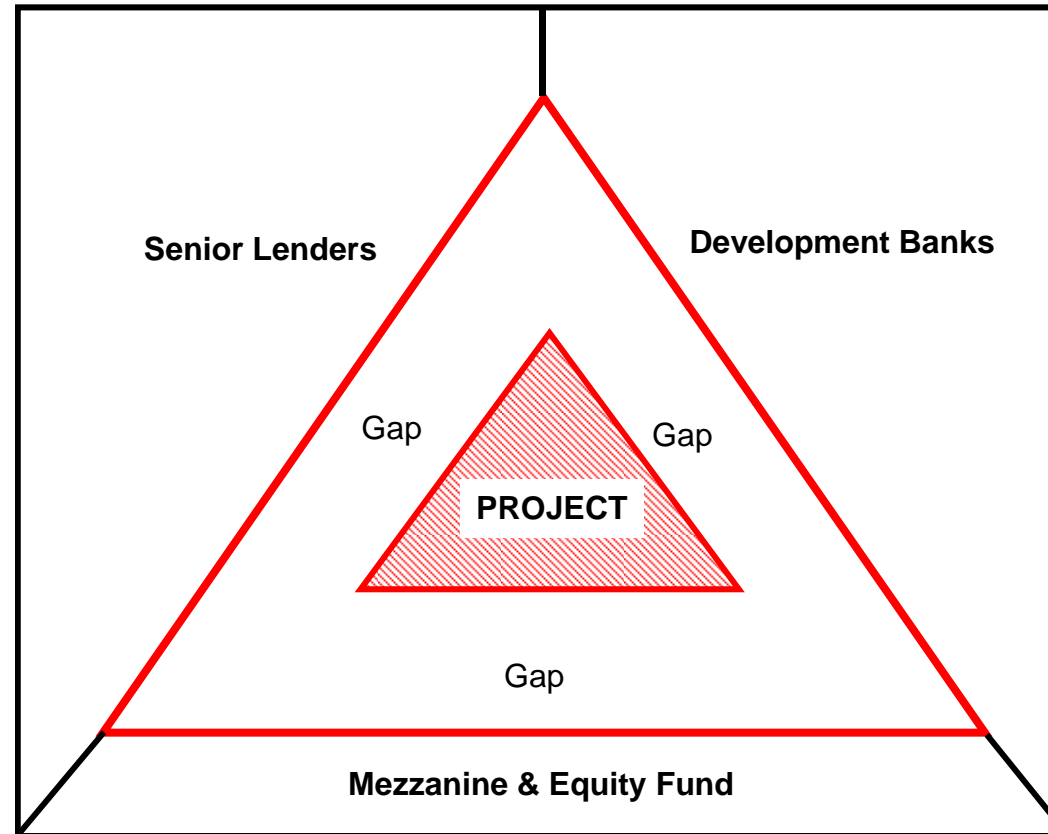 Senior Lenders
Development Banks
Gap
Gap
PROJECT
Gap
Mezzanine & Equity Fund